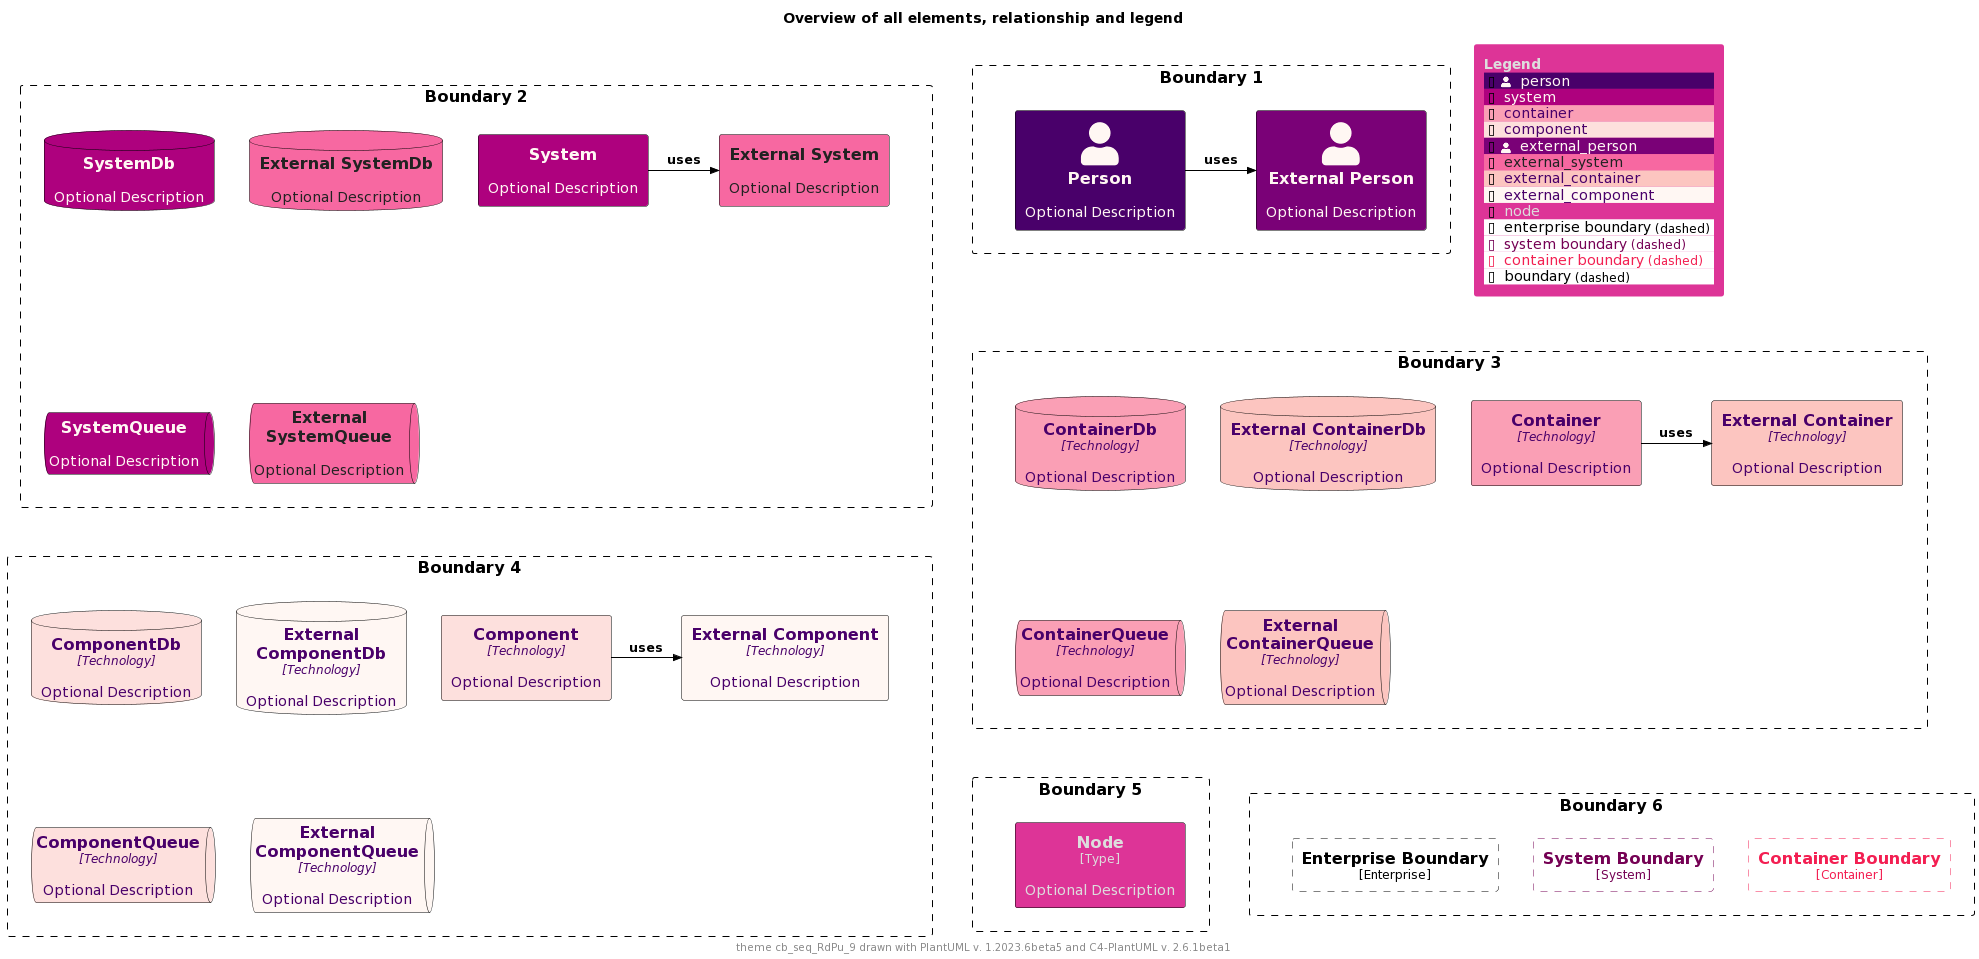 Overview of all elements, relationship and legend
Boundary 2
SystemDb
Optional Description
External SystemDb
Optional Description
System
Optional Description
uses
External System
Optional Description
SystemQueue
Optional Description
External
SystemQueue
Optional Description
Boundary 1
Person
Optional Description
uses
External Person
Optional Description
Legend
person
system
container
component
external_person
external_system
external_container
external_component
node
enterprise boundary (dashed)
system boundary (dashed)
container boundary (dashed)
boundary (dashed)
Boundary 3
ContainerDb
[Technology]
Optional Description
External ContainerDb
[Technology]
Optional Description
Container
[Technology]
Optional Description
uses
External Container
[Technology]
Optional Description
ContainerQueue
[Technology]
Optional Description
External
ContainerQueue
[Technology]
Optional Description
Boundary 4
ComponentDb
[Technology]
Optional Description
External
ComponentDb
[Technology]
Optional Description
Component
[Technology]
Optional Description
uses
External Component
[Technology]
Optional Description
ComponentQueue
[Technology]
Optional Description
External
ComponentQueue
[Technology]
Optional Description
Boundary 5
Node
[Type]
Optional Description
Boundary 6
Enterprise Boundary
[Enterprise]
System Boundary
[System]
Container Boundary
[Container]
theme cb_seq_RdPu_9 drawn with PlantUML v. 1.2023.6beta5 and C4-PlantUML v. 2.6.1beta1